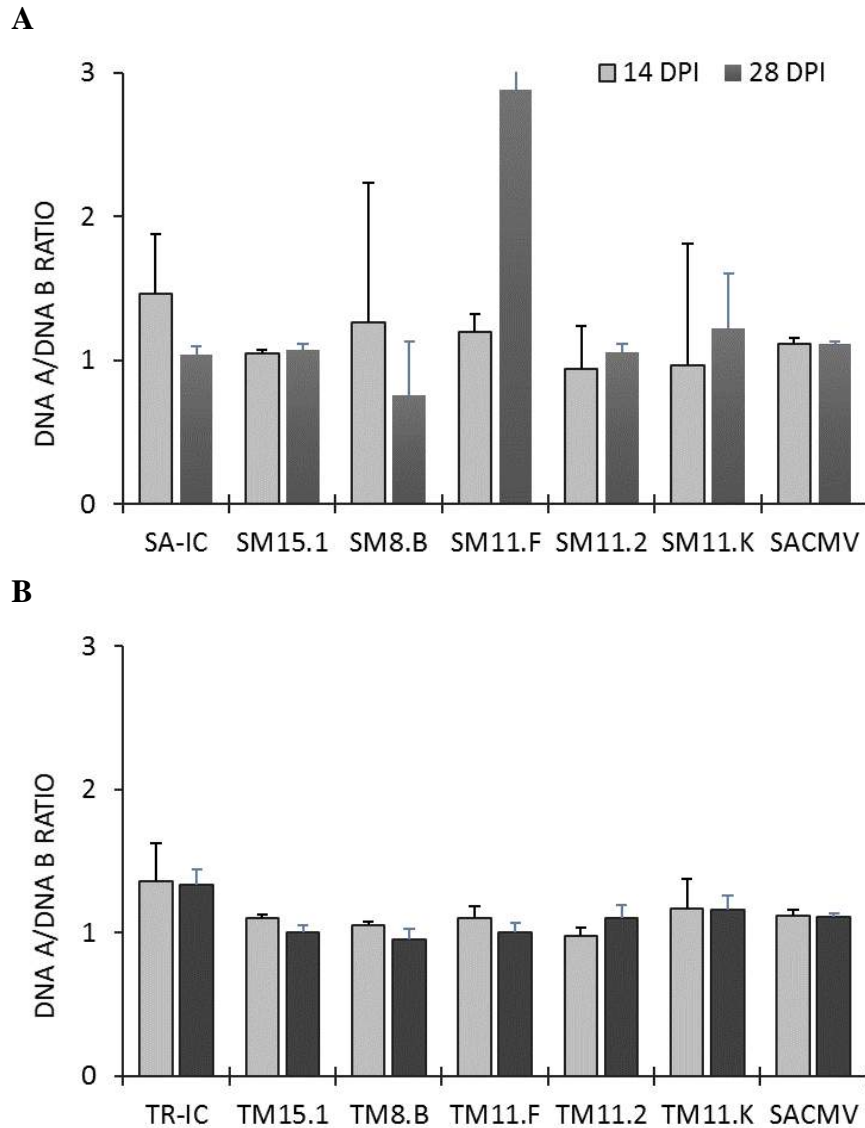 A
3
14 DPI 28 DPI
2
1
0
DNA A/DNA B RATIO
SA-IC SM15.1 SM8.B SM11.F SM11.2 SM11.K SACMV
B
3
2
1
0
DNA A/DNA B RATIO
TR-IC TM15.1 TM8.B TM11.F TM11.2 TM11.K SACMV